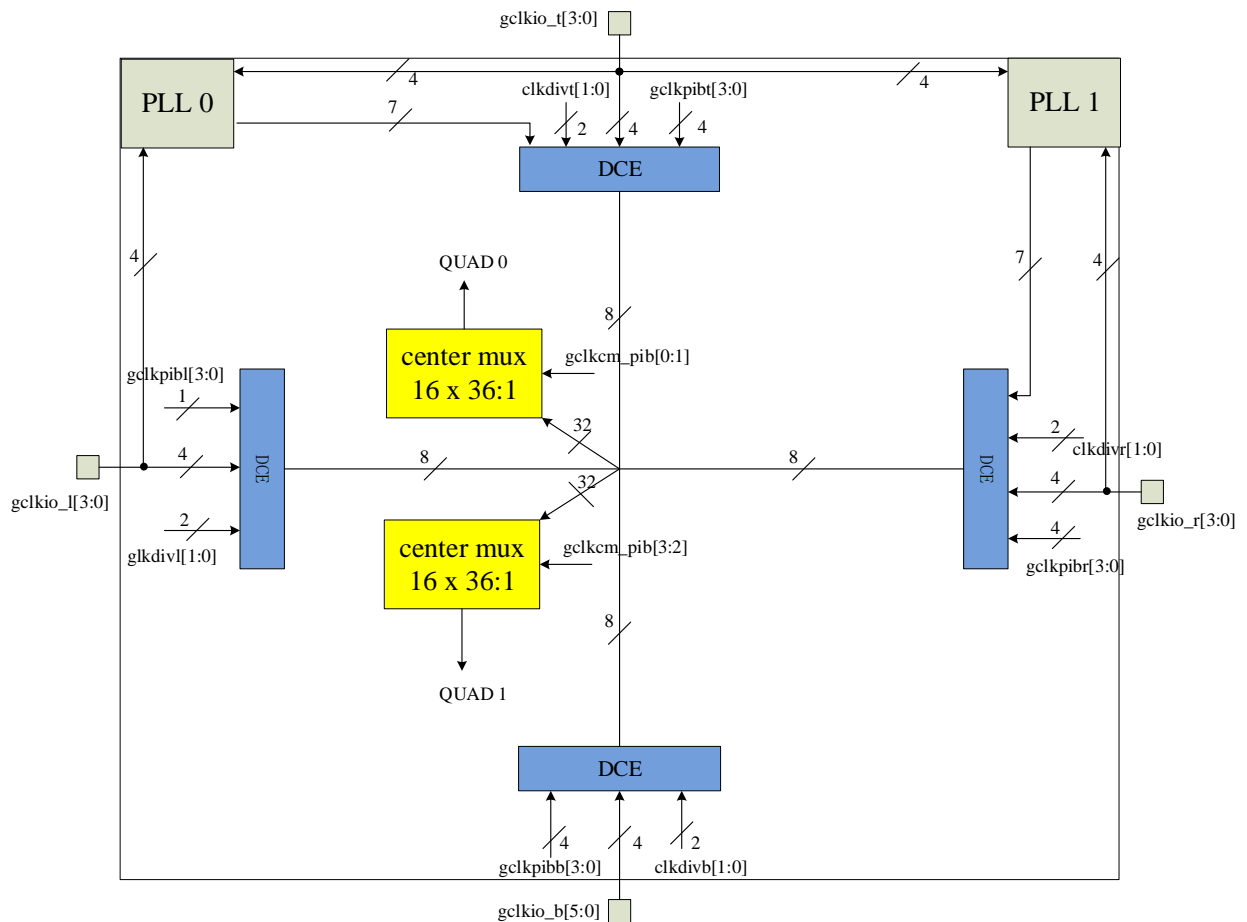 gclkio_t[3:0]
4
4
PLL 0
PLL 1
clkdivt[1:0]
gclkpibt[3:0]
7
2
4
4
DCE
4
7
4
QUAD 0
8
center mux
16 x 36:1
gclkcm_pib[0:1]
gclkpibl[3:0]
1
32
2
clkdivr[1:0]
4
DCE
8
8
DCE
gclkio_l[3:0]
32
4
gclkio_r[3:0]
2
glkdivl[1:0]
center mux
16 x 36:1
gclkcm_pib[3:2]
4
gclkpibr[3:0]
8
QUAD 1
DCE
4
4
2
gclkpibb[3:0]
clkdivb[1:0]
gclkio_b[5:0]